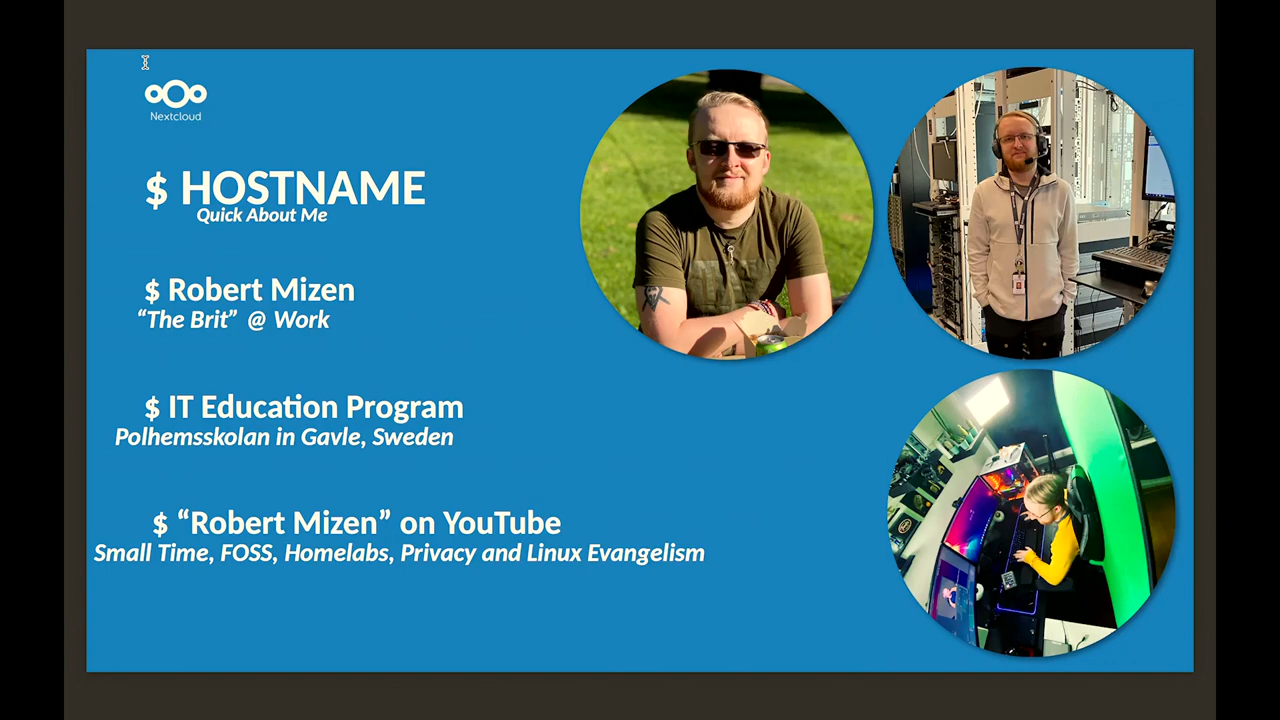 Nextcloud
$ HOSTNAME
Quick About Me
$ Robert Mizen
“The Brit” @ Work
$ IT Education Program
Polhemsskolan in Gavle, Sweden
$ “Robert Mizen” on YouTube
Small Time, FOSS, Homelabs, Privacy and Linux Evangelism